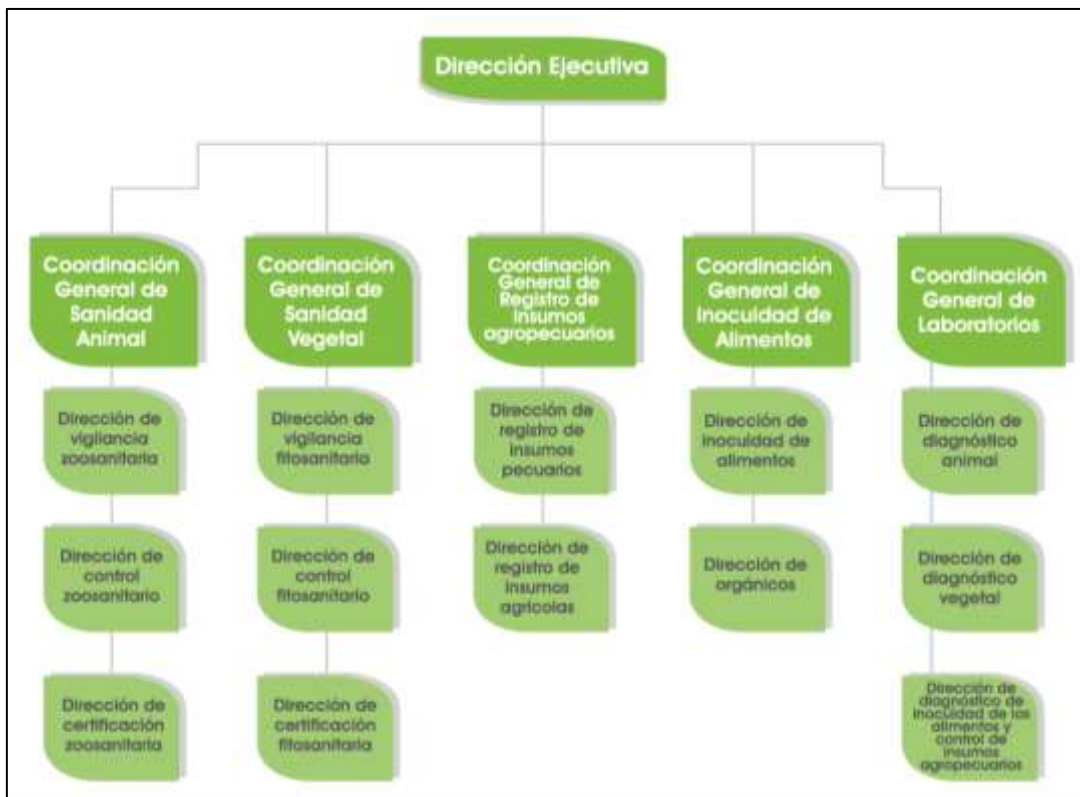 Dirección Ejecutiva
Coordinación
General de
Sanidad
Animal
Coordinación
General de
Sanidad
Vegetal
Coordinación
General de
Registro de
Insumos
agropecuarios
Coordinación
General de
Inocuidad de
Alimentos
Coordinación
General de
Laboratorios
Dirección de
vigilancia
zoosanitaria
Dirección de
vigilancia
fitosanitaria
Dirección de
registro de
insumos
pecuarios
Dirección de
inocuidad de
alimentos
Dirección de
diagnóstico
animal
Dirección de
control
zoosanitario
Dirección de
control
fitosanitario
Dirección de
registro de
insumos
agrícolas
Dirección de
orgánicos
Dirección de
diagnóstico
vegetal
Dirección de
certificación
zoosanitaria
Dirección de
certificación
fitosanitaria
Dirección de
diagnóstico de
inocuidad de los
alimentos y
control de
insumos
agropecuarios